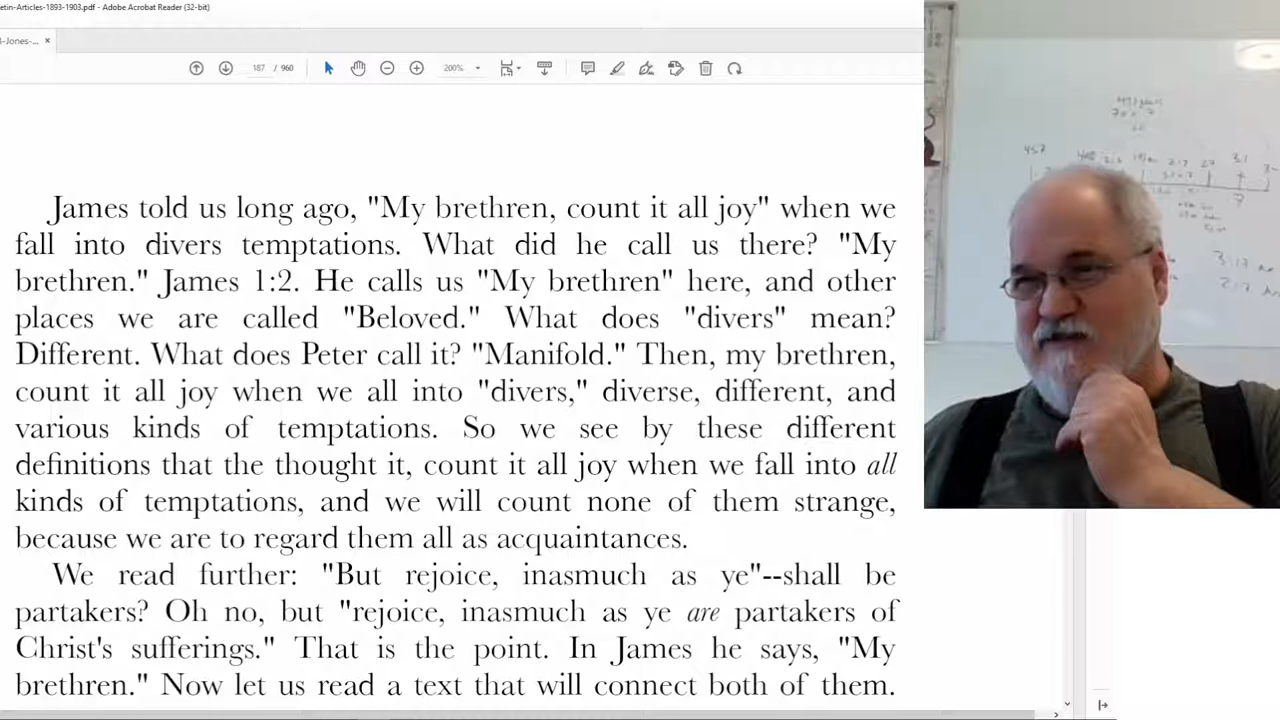 etin-Articles-1893-1903.pdf - Adobe Acrobat Reader (32-bit)
-Jones-... ×
187 / 960 200%
James told us long ago, "My brethren, count it all joy" when we
fall into divers temptations. What did he call us there? "My
brethren." James 1:2. He calls us "My brethren" here, and other
places we are called "Beloved." What does "divers" mean?
Different. What does Peter call it? "Manifold." Then, my brethren,
count it all joy when we all into "divers," diverse, different, and
various kinds of temptations. So we see by these different
definitions that the thought it, count it all joy when we fall into all
kinds of temptations, and we will count none of them strange,
because we are to regard them all as acquaintances.
We read further: "But rejoice, inasmuch as ye"--shall be
partakers? Oh no, but "rejoice, inasmuch as ye are partakers of
Christ's sufferings." That is the point. In James he says, "My
brethren." Now let us read a text that will connect both of them.
457
27
31